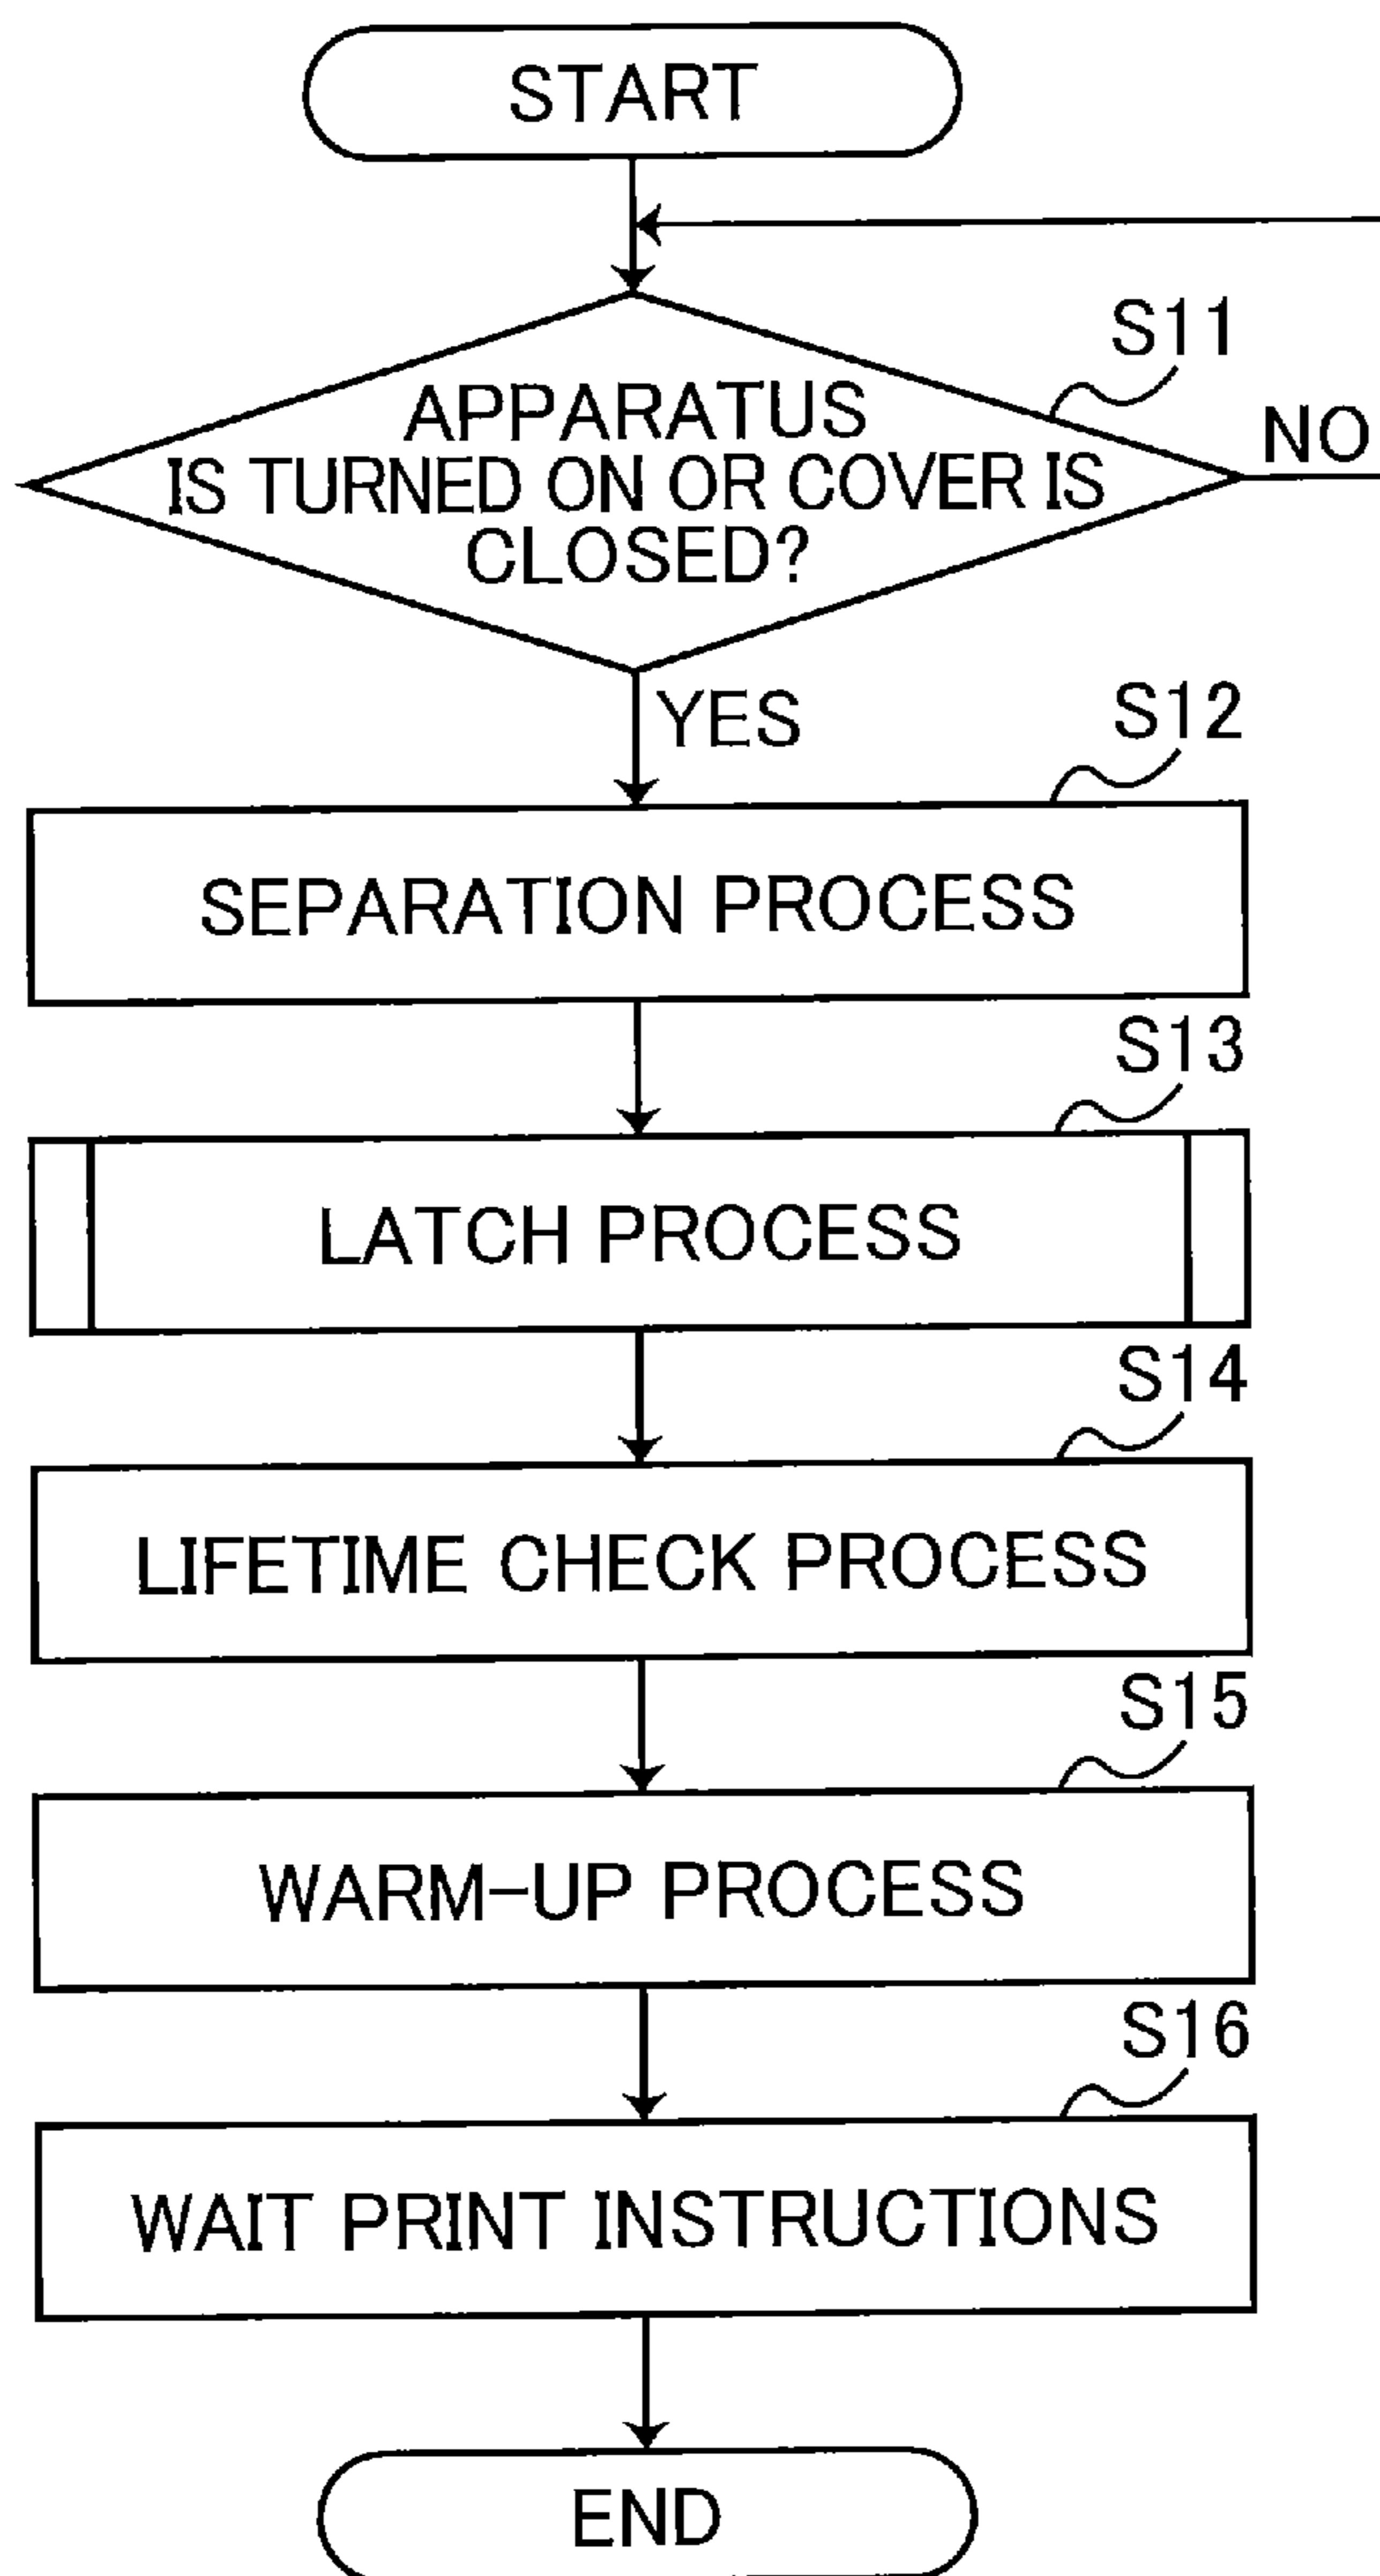 START
S11
APPARATUS
IS TURNED ON OR COVER IS
CLOSED?
NO
YES
S12
SEPARATION PROCESS
S13
LATCH PROCESS
S14
LIFETIME CHECK PROCESS
S15
WARM-UP PROCESS
S16
WAIT PRINT INSTRUCTIONS
END